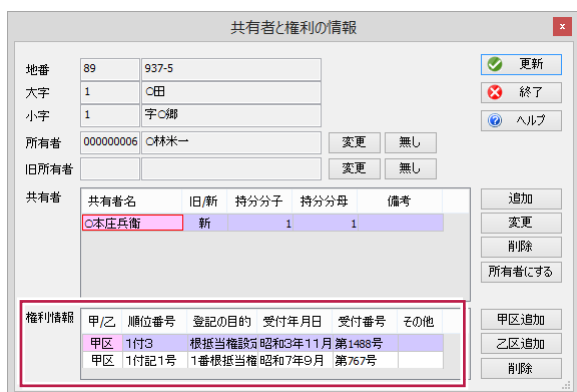 共有者と権利の情報
x
地番 89 937-5 更新
大字 1 ○田 終了
小字 1 字○郷 ヘルプ
所有者 000000006 ○林米一 変更 無し
旧所有者 変更 無し
共有者 共有者名 旧/新 持分分子 持分分母 備考 追加
○本庄兵衛 新 1 1 変更
削除
所有者にする
権利情報 甲/乙 順位番号 登記の目的 受付年月日 受付番号 その他 甲区追加
甲区 1付3 根抵当権設定 昭和3年11月 第1488号 乙区追加
甲区 1付記1号 1番根抵当権 昭和7年9月 第767号 削除